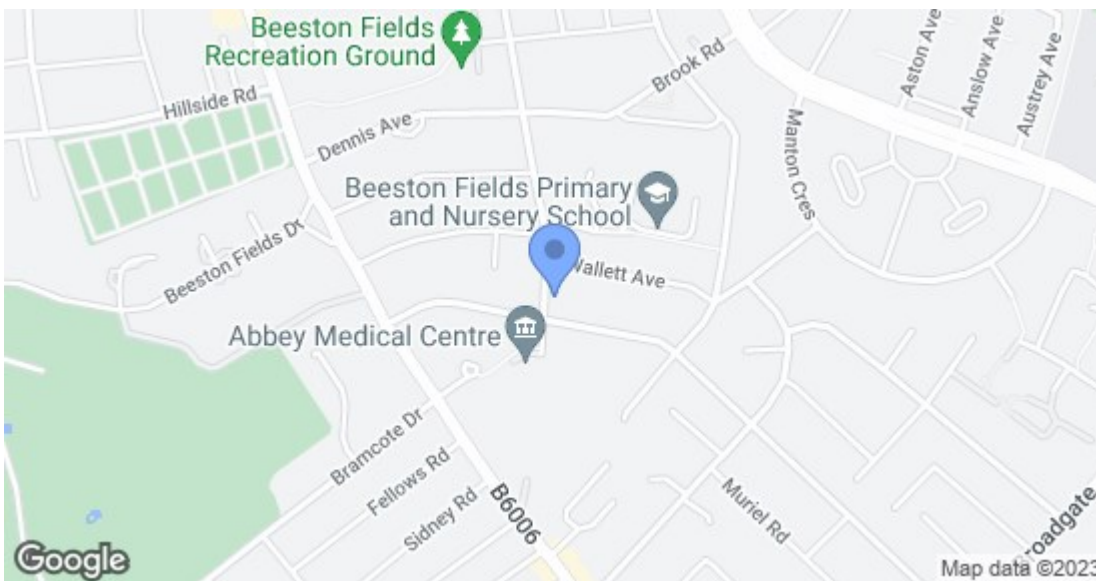 Beeston Fields
Recreation Ground
Brook Rd
Aston Ave
Anslow Ave
Austrey Ave
Hillside Rd
Dennis Ave
Manton Cres
Beeston Fields Primary
and Nursery School
Beeston Fields Dr
Wallett Ave
Abbey Medical Centre
Bramcote Dr
Fellows Rd
Sidney Rd
B6006
Muriel Rd
Broadgate
Google
Map data ©2023